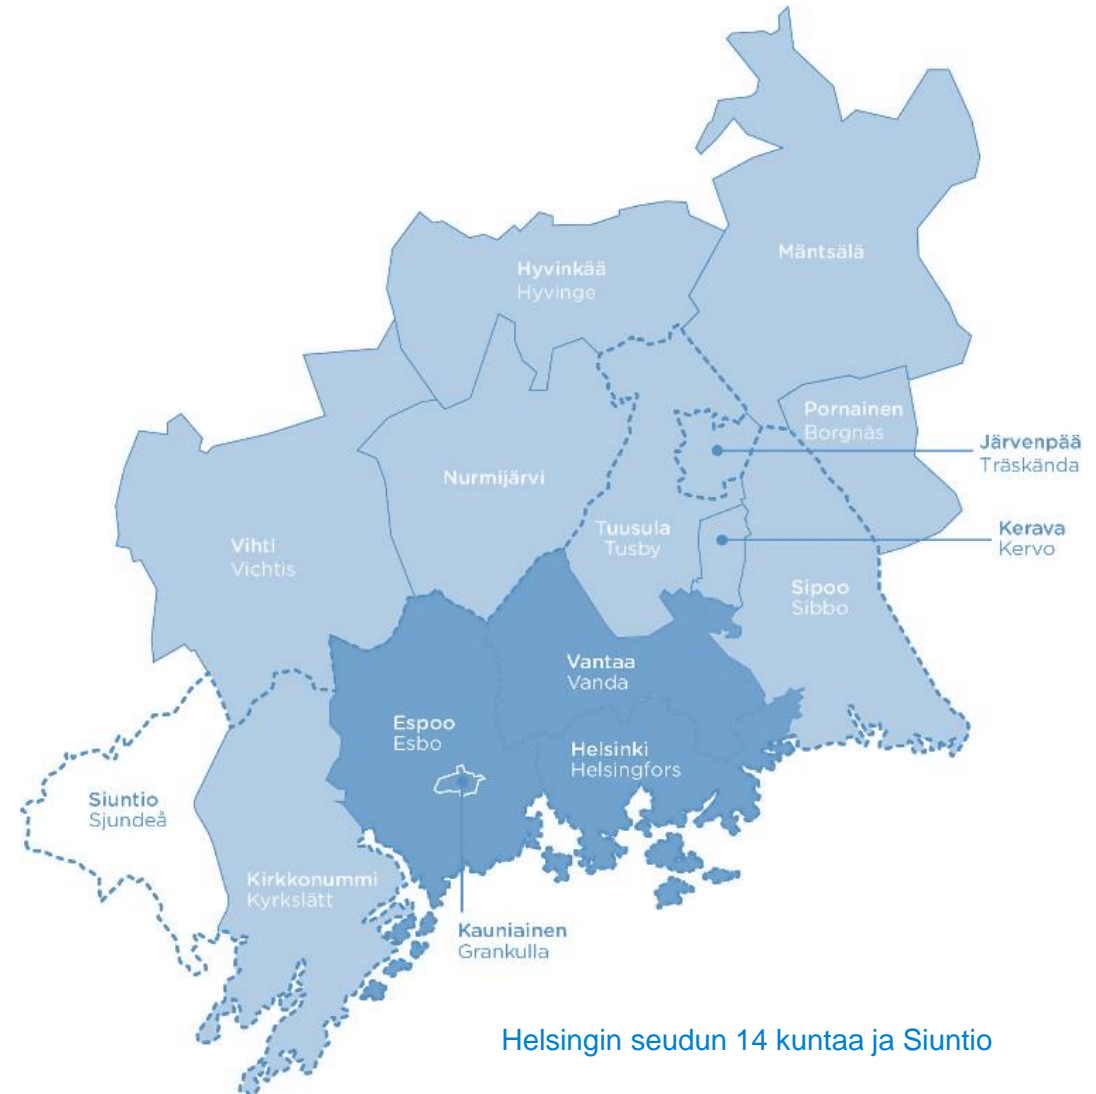 Mäntsälä
Hyvinkää
Hyvinge
Pornainen
Borgnäs
Järvenpää
Träskända
Nurmijärvi
Tuusula
Tusby
Kerava
Kervo
Vihti
Vichtis
Sipoo
Sibbo
Vantaa
Vanda
Espoo
Esbo
Helsinki
Helsingfors
Siuntio
Sjundeå
Kirkkonummi
Kyrkslätt
Kauniainen
Grankulla
Helsingin seudun 14 kuntaa ja Siuntio